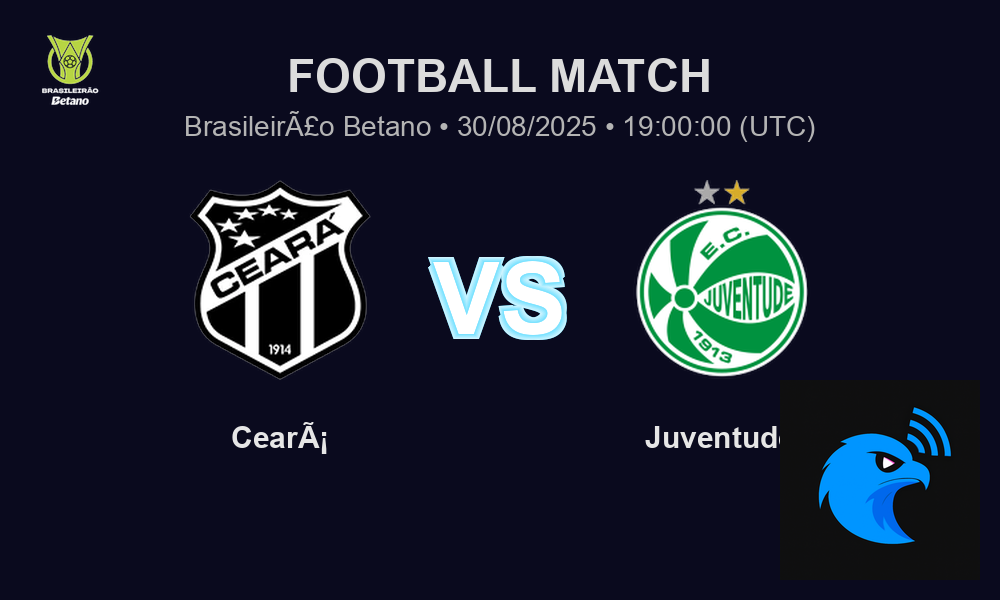 BRASILEIRÃO
Betano
FOOTBALL MATCH
BrasileirÃ£o Betano • 30/08/2025 • 19:00:00 (UTC)
CEARÁ
1914
VS
E.C.
JUVENTUDE
1913
CearÃ¡
Juventude